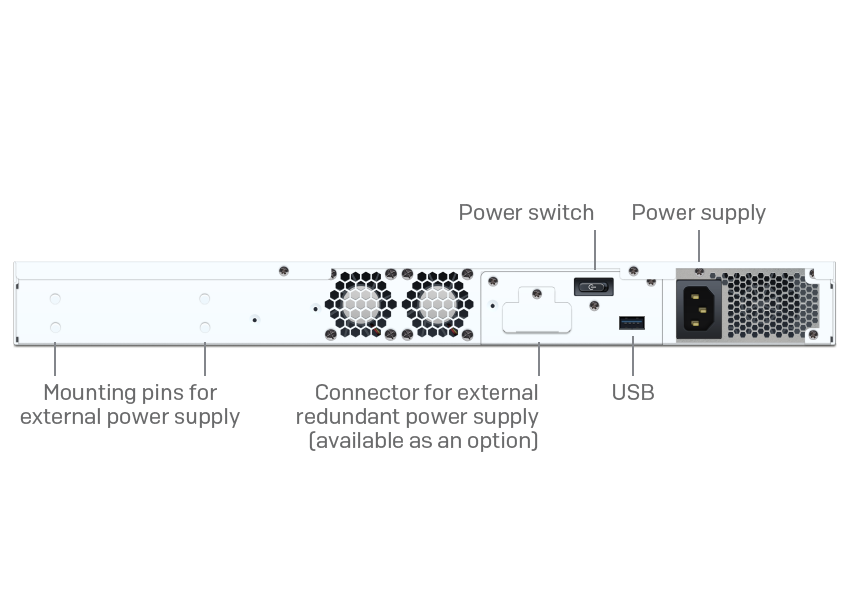 Power switch
Power supply
Mounting pins for
external power supply
Connector for external
redundant power supply
(available as an option)
USB